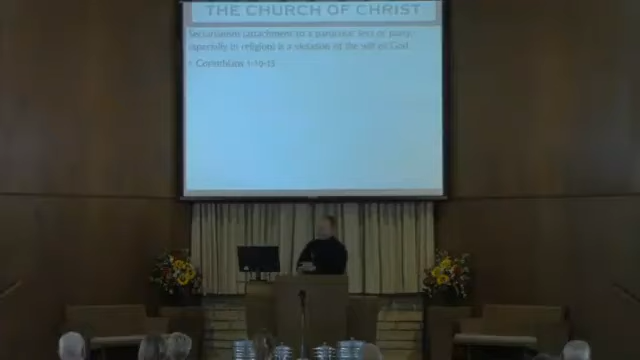 THE CHURCH OF CHRIST
Sectarianism (attachment to a particular sect or party,
especially in religion) is a violation of the will of God
1 Corinthians 1:10-13